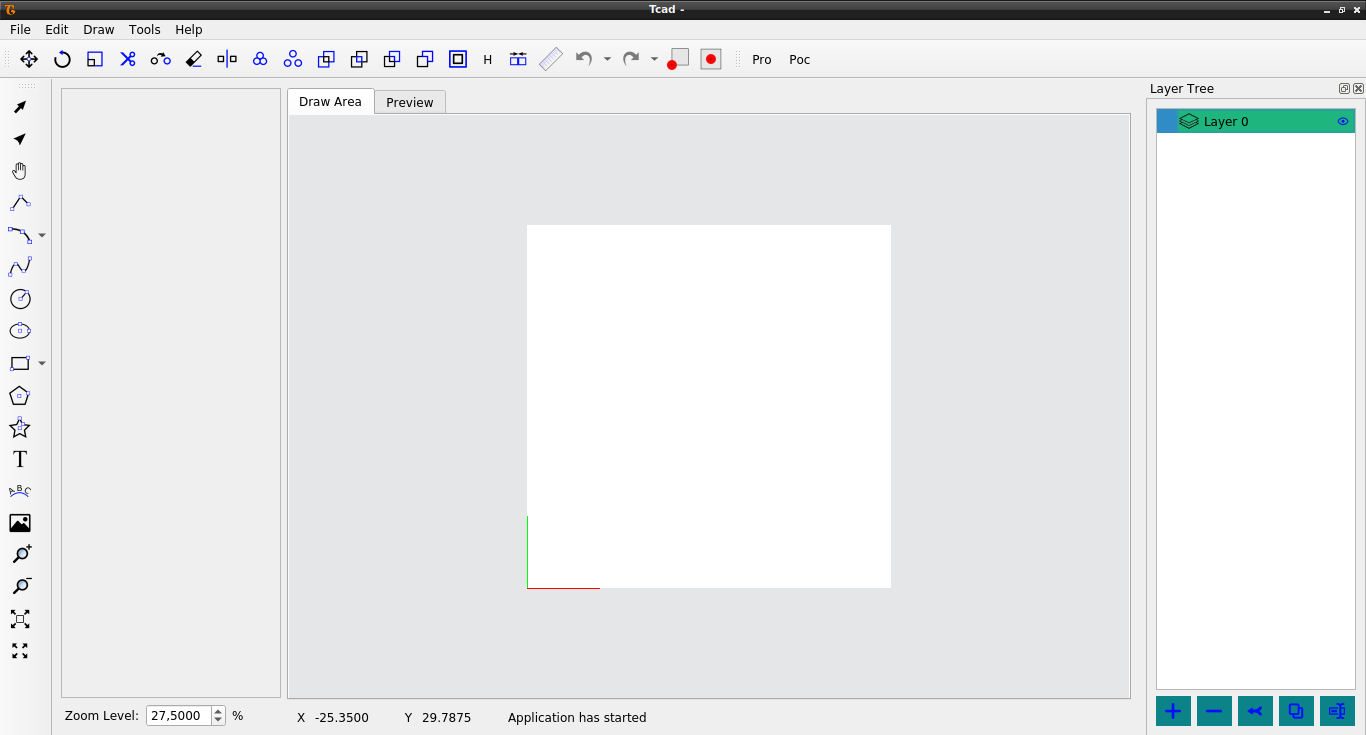 Tcad -
File Edit Draw Tools Help
H Pro Poc
Draw Area Preview
Layer Tree
Layer 0
T
A B C
Zoom Level: 27,5000 %
X -25.3500 Y 29.7875 Application has started